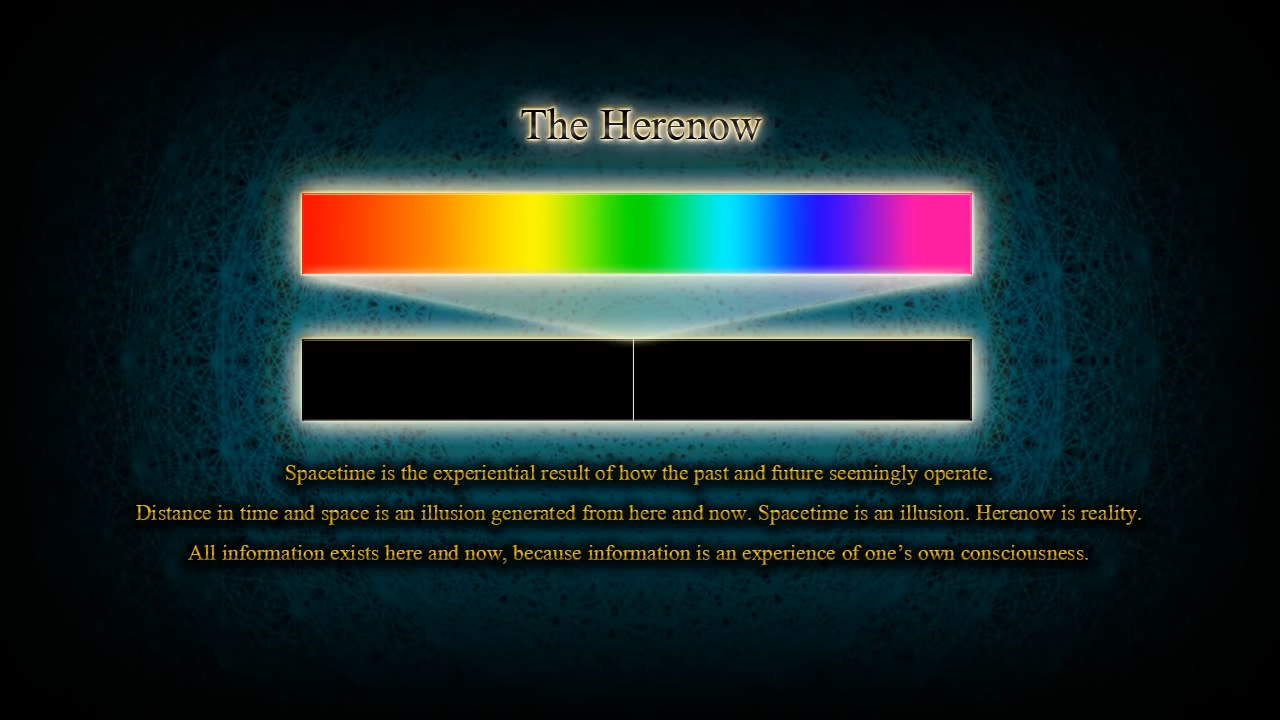 The Herenow
Spacetime is the experiential result of how the past and future seemingly operate.
Distance in time and space is an illusion generated from here and now. Spacetime is an illusion. Herenow is reality.
All information exists here and now, because information is an experience of one’s own consciousness.